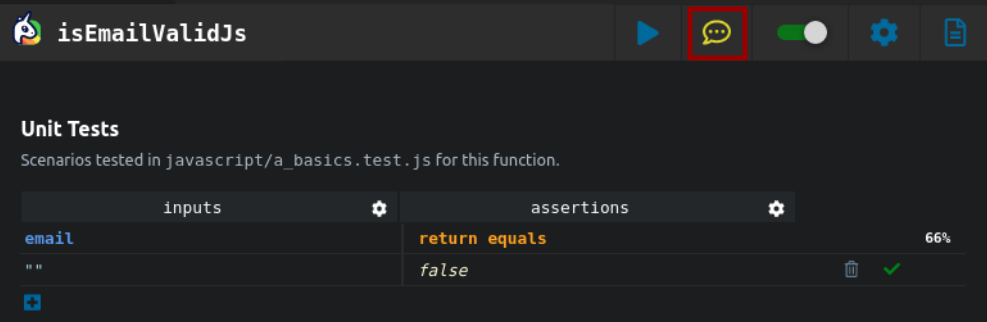 isEmailValidJs
Unit Tests
Scenarios tested in javascript/a_basics.test.js for this function.
inputs assertions
email return equals 66%
"" false